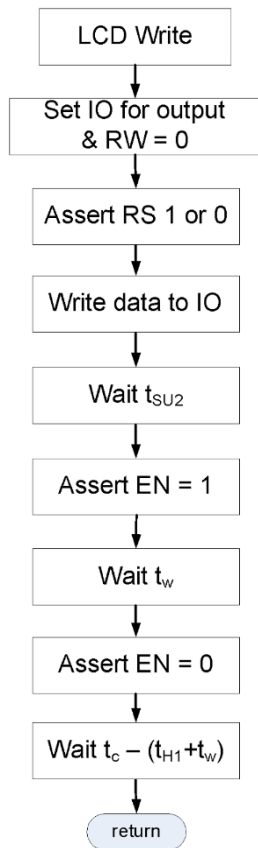 LCD Write
Set IO for output
& RW = 0
Assert RS 1 or 0
Write data to IO
Wait tSU2
Assert EN = 1
Wait tw
Assert EN = 0
Wait tc – (tH1+tw)
return